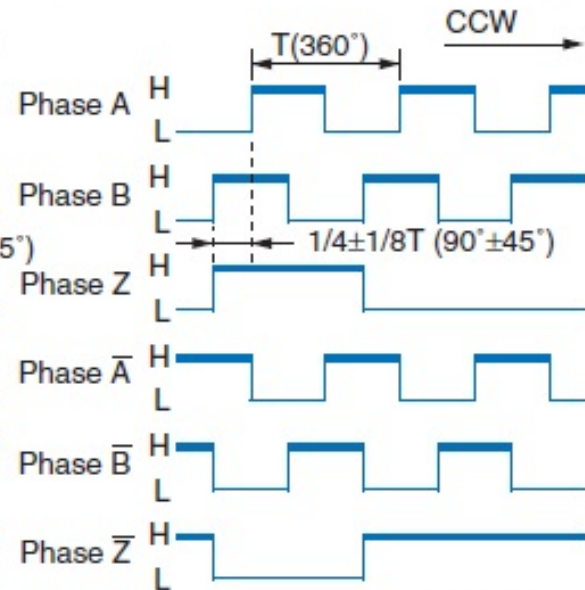 CCW
T(360˚)
Phase A H
L
Phase B H
L
5˚)
1/4±1/8T (90˚±45˚)
Phase Z H
L
Phase A̅ H
L
Phase B̅ H
L
Phase Z̅ H
L